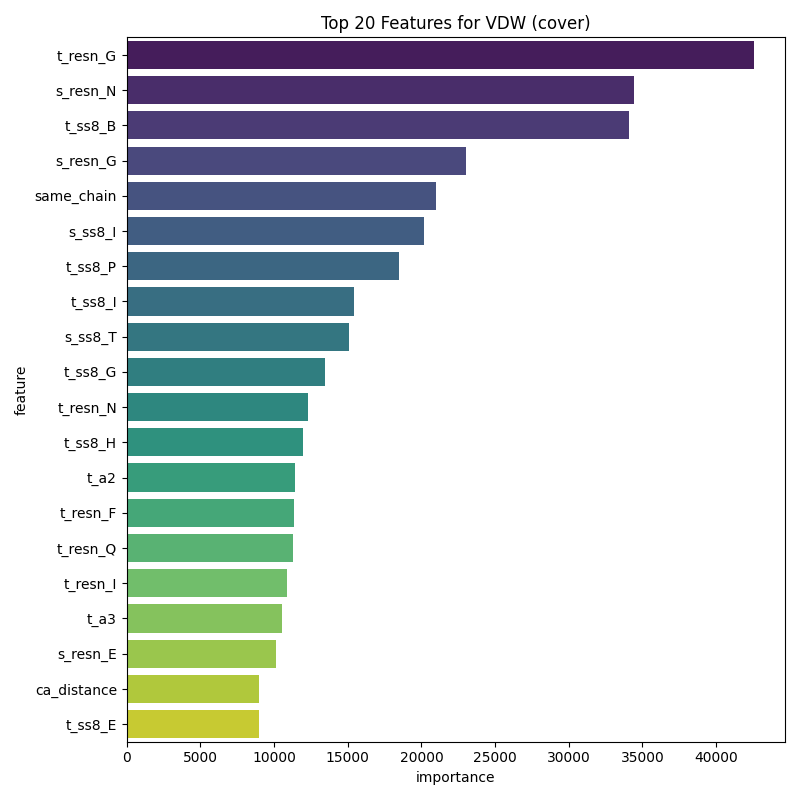 Top 20 Features for VDW (cover)
t_resn_G
s_resn_N
t_ss8_B
s_resn_G
same_chain
s_ss8_I
t_ss8_P
t_ss8_I
s_ss8_T
t_ss8_G
t_resn_N
t_ss8_H
t_a2
t_resn_F
t_resn_Q
t_resn_I
t_a3
s_resn_E
ca_distance
t_ss8_E
feature
0 5000 10000 15000 20000 25000 30000 35000 40000
importance